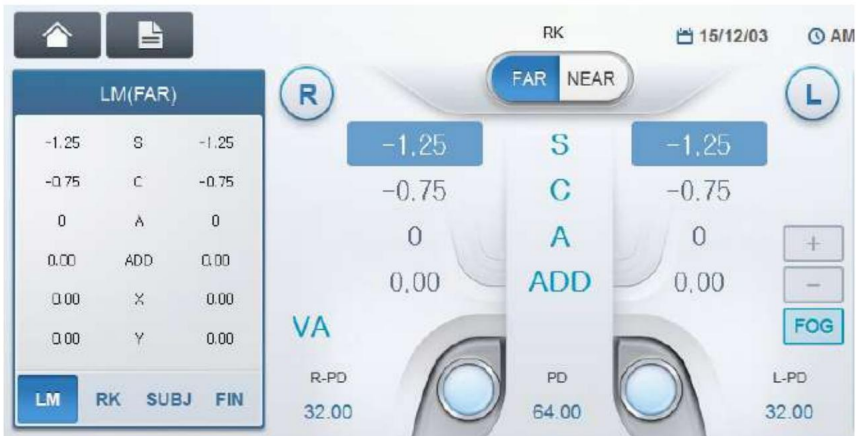 RK 15/12/03 AM
FAR NEAR
LM(FAR)
-1.25 S -1.25
-0.75 C -0.75
0 A 0
0.00 ADD 0.00
0.00 X 0.00
0.00 Y 0.00
LM RK SUBJ FIN
R L
-1.25 S -1.25
-0.75 C -0.75
0 A 0
0.00 ADD 0.00
VA
+
-
FOG
R-PD PD L-PD
32.00 64.00 32.00